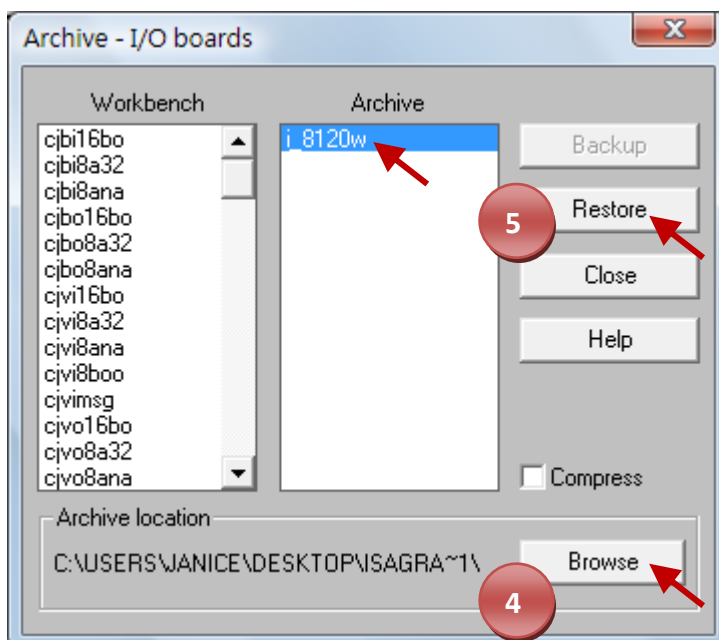 Archive - I/O boards
Workbench
Archive
cjbi16bo
cjbi8a32
cjbi8ana
cjbo16bo
cjbo8a32
cjbo8ana
cjvi16bo
cjvi8a32
cjvi8ana
cjvi8boo
cjvimsg
cjvo16bo
cjvo8a32
cjvo8ana
i_8120w
Backup
5
Restore
Close
Help
Compress
Archive location
C:\USERS\JANICE\DESKTOP\ISAGRA~1\
Browse
4